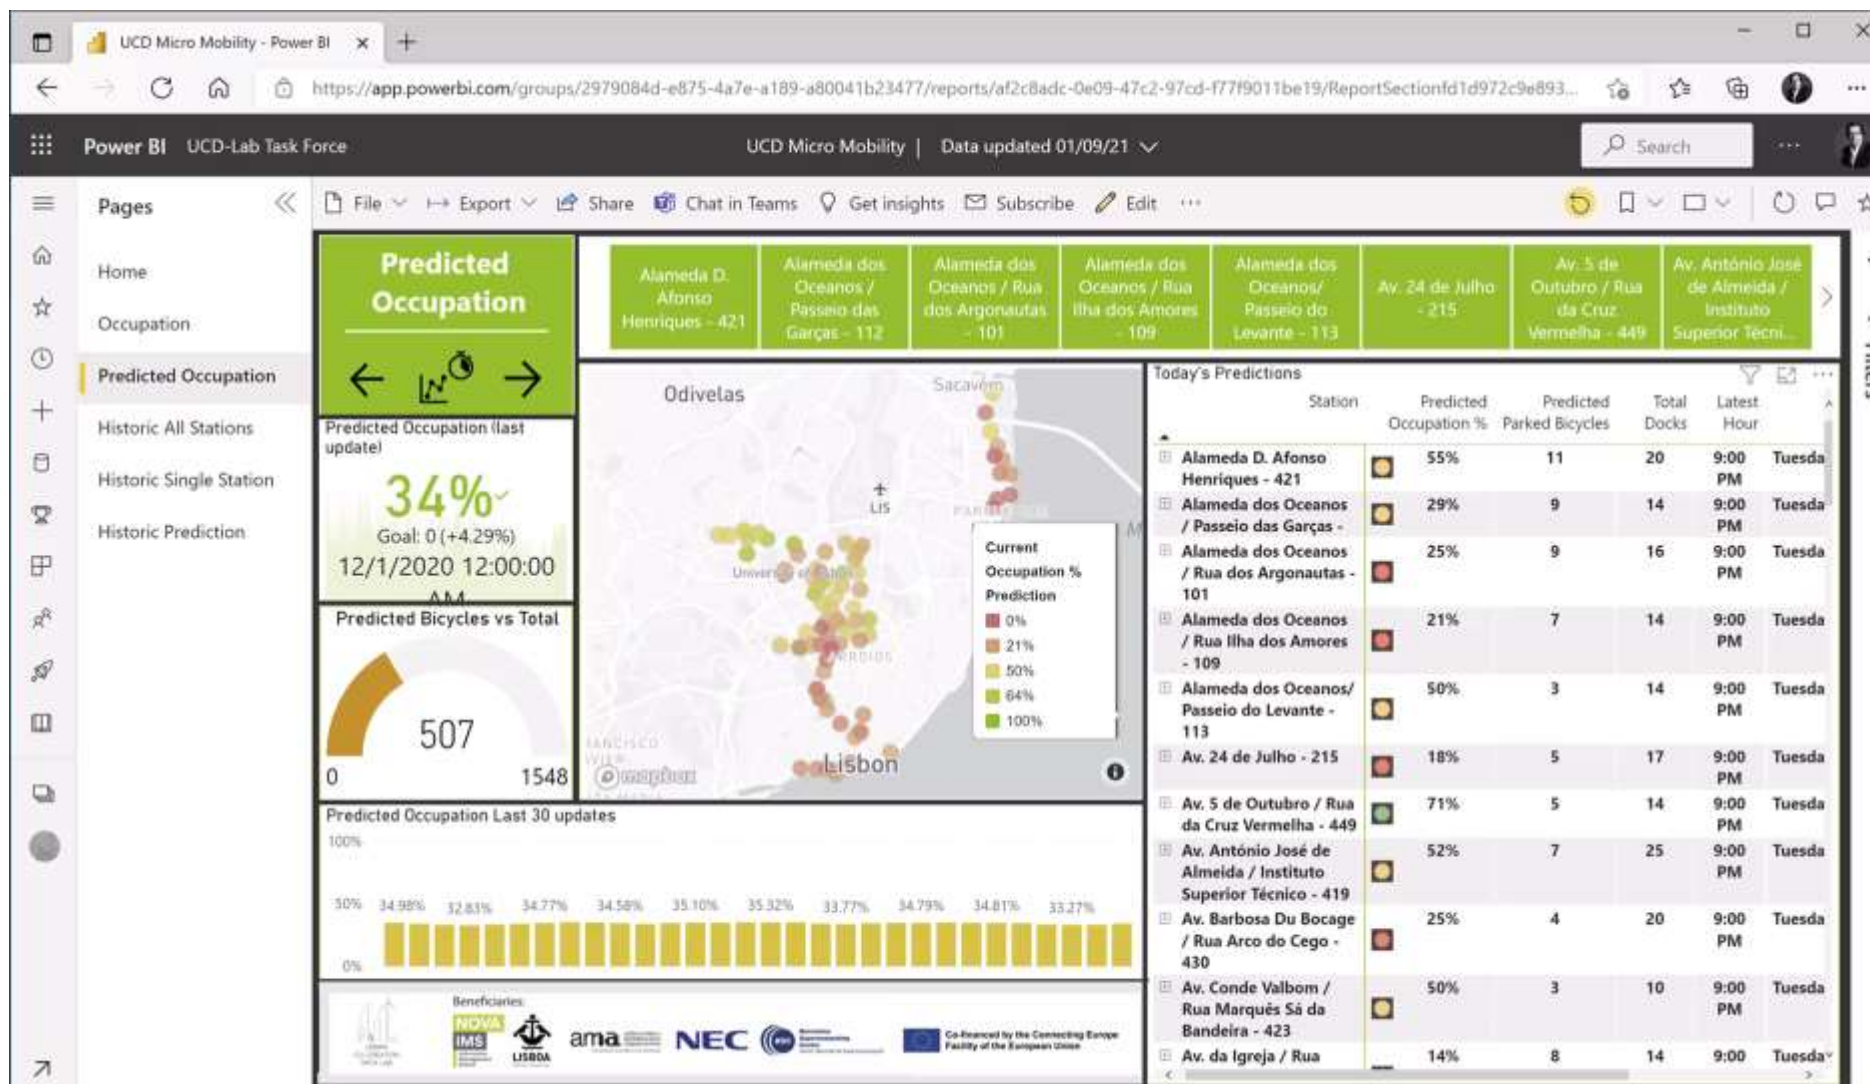 UCD Micro Mobility - Power BI
https://app.powerbi.com/groups/2979084d-e875-4a7e-a189-a80041b23477/reports/af2c8adc-0e09-47c2-97cd-f77f9011be19/ReportSectionfd1d972c9e893...
Power BI UCD-Lab Task Force
UCD Micro Mobility | Data updated 01/09/21
Search
Pages
File
Export
Share
Chat in Teams
Get insights
Subscribe
Edit
Home
Occupation
Predicted Occupation
Historic All Stations
Historic Single Station
Historic Prediction
Predicted
Occupation
Alameda D.
Afonso
Henriques - 421
Alameda dos
Oceanos /
Passeio das
Garças - 112
Alameda dos
Oceanos / Rua
dos Argonautas
- 101
Alameda dos
Oceanos / Rua
Ilha dos Amores
- 109
Alameda dos
Oceanos/
Passeio do
Levante - 113
Av. 24 de Julho
- 215
Av. 5 de
Outubro / Rua
da Cruz
Vermelha - 449
Av. António José
de Almeida /
Instituto
Superior Técni...
Filters
Predicted Occupation (last
update)
34%
Goal: 0 (+4.29%)
12/1/2020 12:00:00
AM
Predicted Bicycles vs Total
507
0
1548
Odivelas
Sacavém
LIS
Lisbon
mapbox
Current
Occupation %
Prediction
0%
21%
50%
64%
100%
Today's Predictions
Station
Predicted
Occupation %
Predicted
Parked Bicycles
Total
Docks
Latest
Hour
Alameda D. Afonso 55% 11 20 9:00 Tuesda
Henriques - 421 PM
Alameda dos Oceanos 29% 9 14 9:00 Tuesda
/ Passeio das Garças - PM
Alameda dos Oceanos 25% 9 16 9:00 Tuesda
/ Rua dos Argonautas - PM
101
Alameda dos Oceanos 21% 7 14 9:00 Tuesda
/ Rua Ilha dos Amores PM
- 109
Alameda dos Oceanos/ 50% 3 14 9:00 Tuesda
Passeio do Levante - PM
113
Av. 24 de Julho - 215 18% 5 17 9:00 Tuesda
PM
Av. 5 de Outubro / Rua 71% 5 14 9:00 Tuesda
da Cruz Vermelha - 449 PM
Av. António José de 52% 7 25 9:00 Tuesda
Almeida / Instituto PM
Superior Técnico - 419
Av. Barbosa Du Bocage 25% 4 20 9:00 Tuesda
/ Rua Arco do Cego - PM
430
Av. Conde Valbom / 50% 3 10 9:00 Tuesda
Rua Marquês Sá da PM
Bandeira - 423
Av. da Igreja / Rua 14% 8 14 9:00 Tuesda
Predicted Occupation Last 30 updates
100%
50%
0%
34.98% 32.83% 34.77% 34.58% 35.10% 35.32% 33.77% 34.79% 34.81% 33.27%
Beneficiaries:
NOVA
IMS
LISBOA
ama
NEC
Co-financed by the Connecting Europe
Facility of the European Union